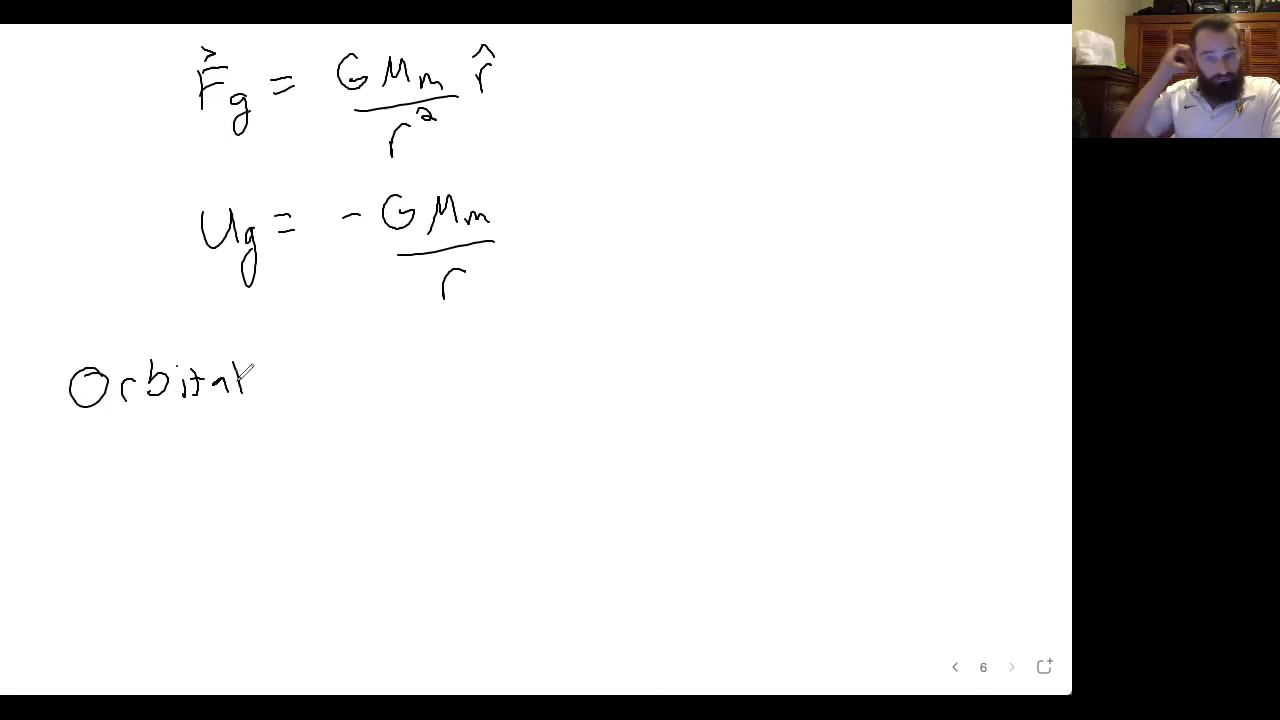 F⃗g = GMm/r² r̂
Ug = - GMm/r
Orbital
6